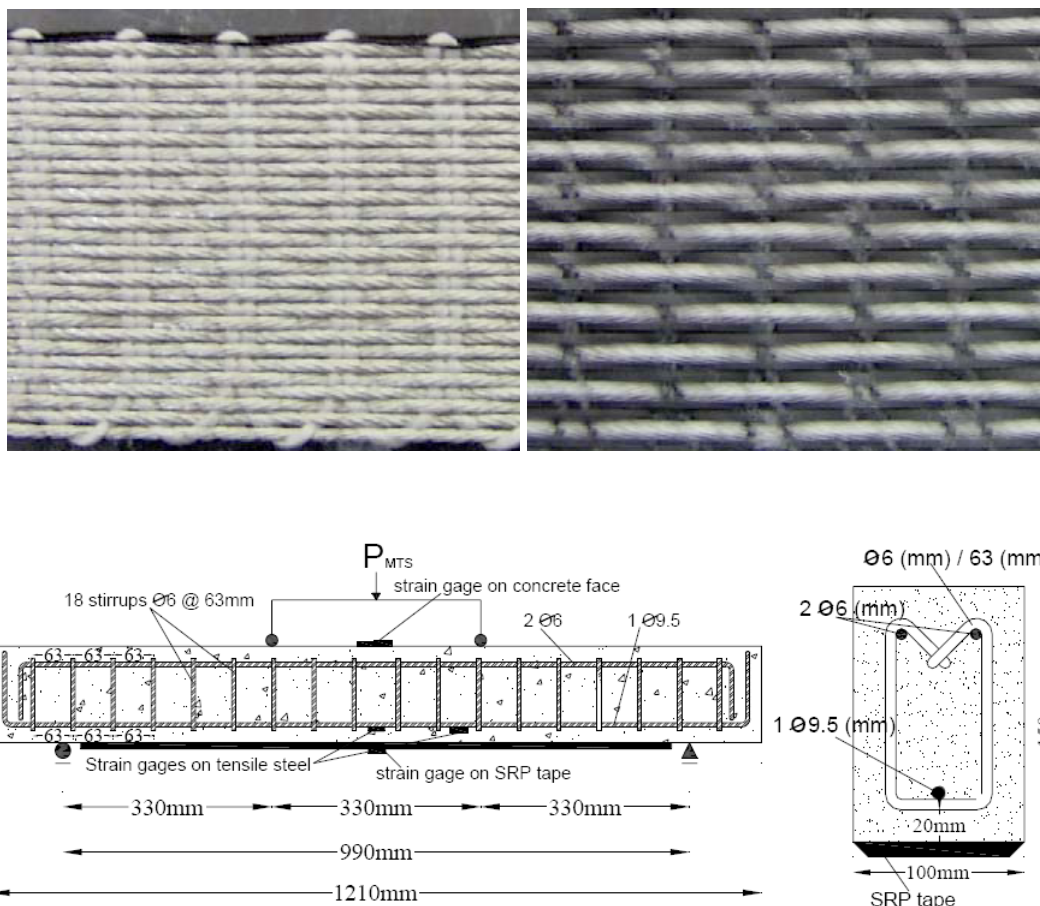 P MTS
strain gage on concrete face
18 stirrups Ø6 @ 63mm
2 Ø6
1 Ø9.5
63 63 63
63 63 63
Strain gages on tensile steel
strain gage on SRP tape
330mm 330mm 330mm
990mm
1210mm
Ø6 (mm) / 63 (mm
2 Ø6 (mm)
1 Ø9.5 (mm)
20mm
100mm
SRP tape